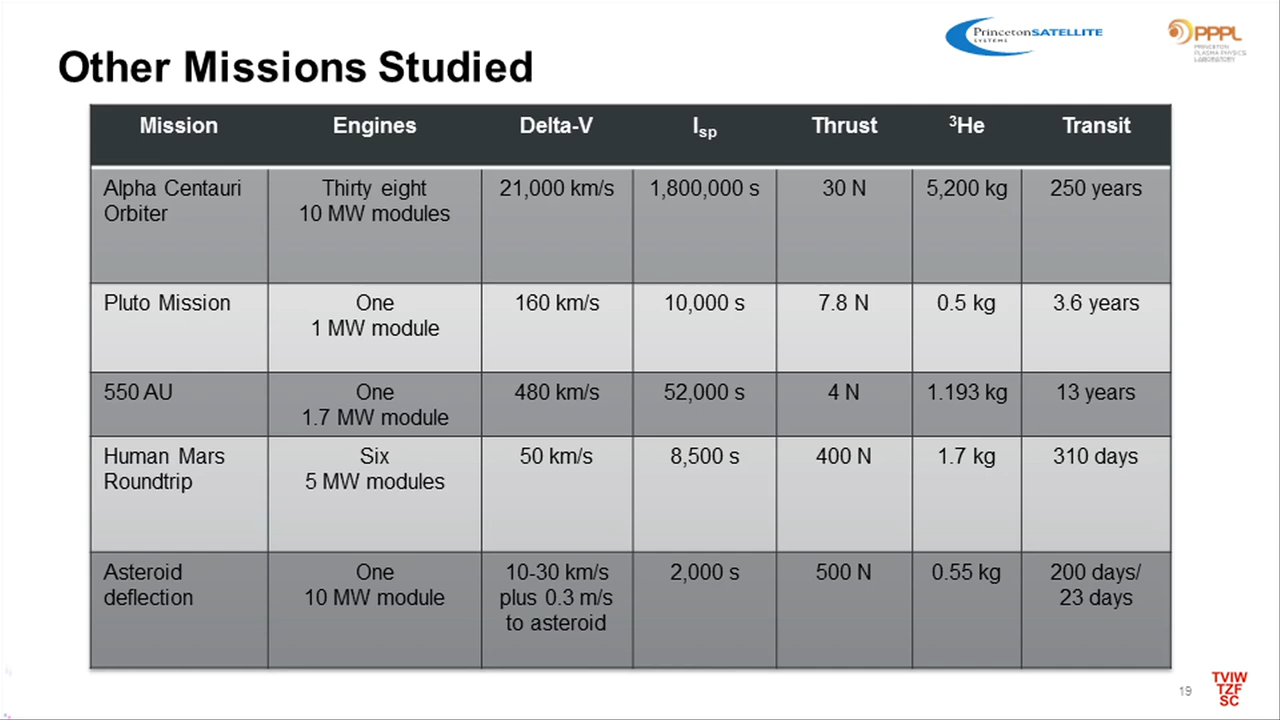 PrincetonSATELLITE
SYSTEMS
PPPL
PRINCETON
PLASMA PHYSICS
LABORATORY
Other Missions Studied
Mission Engines Delta-V Isp Thrust ³He Transit
Alpha Centauri Thirty eight 21,000 km/s 1,800,000 s 30 N 5,200 kg 250 years
Orbiter 10 MW modules
Pluto Mission One 160 km/s 10,000 s 7.8 N 0.5 kg 3.6 years
1 MW module
550 AU One 480 km/s 52,000 s 4 N 1.193 kg 13 years
1.7 MW module
Human Mars Six 50 km/s 8,500 s 400 N 1.7 kg 310 days
Roundtrip 5 MW modules
Asteroid One 10-30 km/s 2,000 s 500 N 0.55 kg 200 days/
deflection 10 MW module plus 0.3 m/s 23 days
to asteroid
19
TVIW
TZF
SC